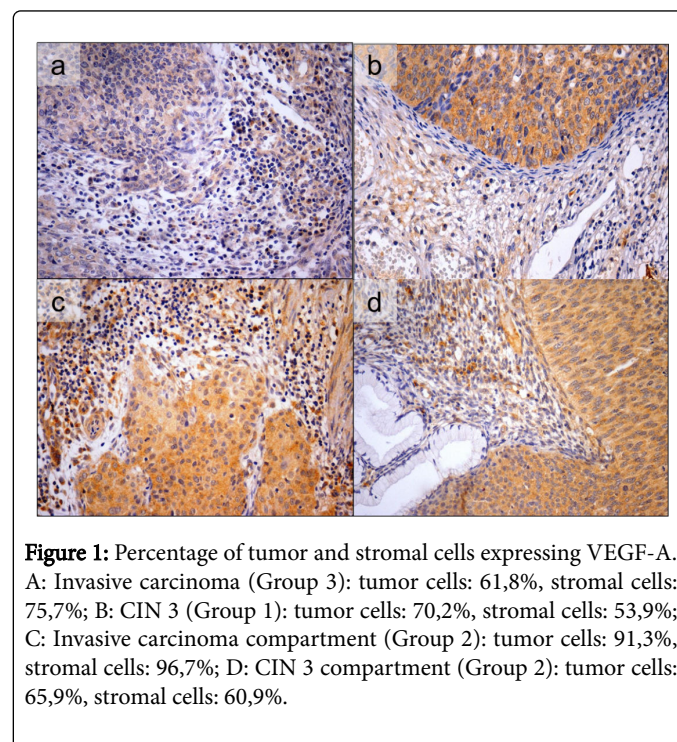 a
b
c
d
Figure 1: Percentage of tumor and stromal cells expressing VEGF-A.
A: Invasive carcinoma (Group 3): tumor cells: 61,8%, stromal cells:
75,7%; B: CIN 3 (Group 1): tumor cells: 70,2%, stromal cells: 53,9%;
C: Invasive carcinoma compartment (Group 2): tumor cells: 91,3%,
stromal cells: 96,7%; D: CIN 3 compartment (Group 2): tumor cells:
65,9%, stromal cells: 60,9%.